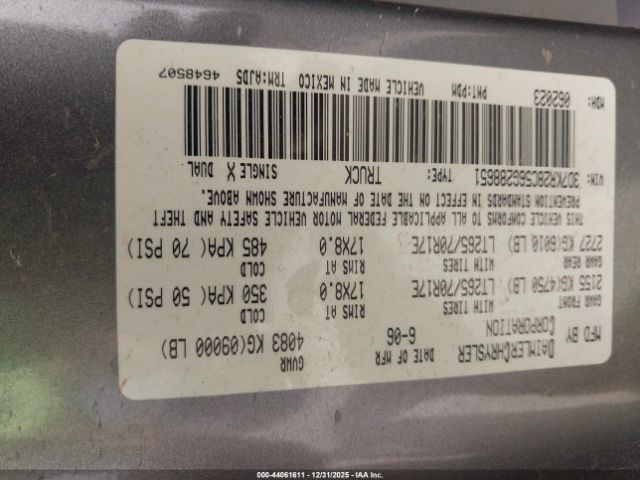 MFD BY DAIMLERCHRYSLER CORPORATION DATE OF MFR 6-06 GVWR 4083 KG(09000 LB)
GAWR FRONT WITH TIRES RIMS AT COLD
2155 KG(4750 LB) LT265/70R17E 17X8.0 350 KPA( 50 PSI)
GAWR REAR WITH TIRES RIMS AT COLD
2727 KG(6010 LB) LT265/70R17E 17X8.0 485 KPA( 70 PSI)
THIS VEHICLE CONFORMS TO ALL APPLICABLE FEDERAL MOTOR VEHICLE SAFETY AND THEFT
PREVENTION STANDARDS IN EFFECT ON THE DATE OF MANUFACTURE SHOWN ABOVE.
VIN: 3D7KR28C56G288651 TYPE: TRUCK SINGLE X DUAL
MDH: 062023 PNT:PDM VEHICLE MADE IN MEXICO TRM:AJD5 4648507
000-44061611 - 12/31/2025 - IAA Inc.